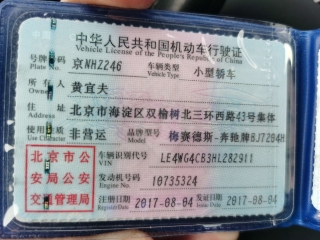 中华人民共和国机动车行驶证
Vehicle License of the People's Republic of China
号牌号码 京NHZ246 车辆类型 小型轿车
Plate No. Vehicle Type
所有人 黄宜夫
Owner
住址 北京市海淀区双榆树北三环西路43号集体
Address
使用性质 非营运 品牌型号 梅赛德斯-奔驰牌BJ7204H
Use Character Model
北京市公 车辆识别代号 LE4WG4CB3HL282911
VIN
安局公安 发动机号码 10735324
Engine No.
交通管理局 注册日期 2017-08-04 发证日期 2017-08-04
Register Date Issue Date